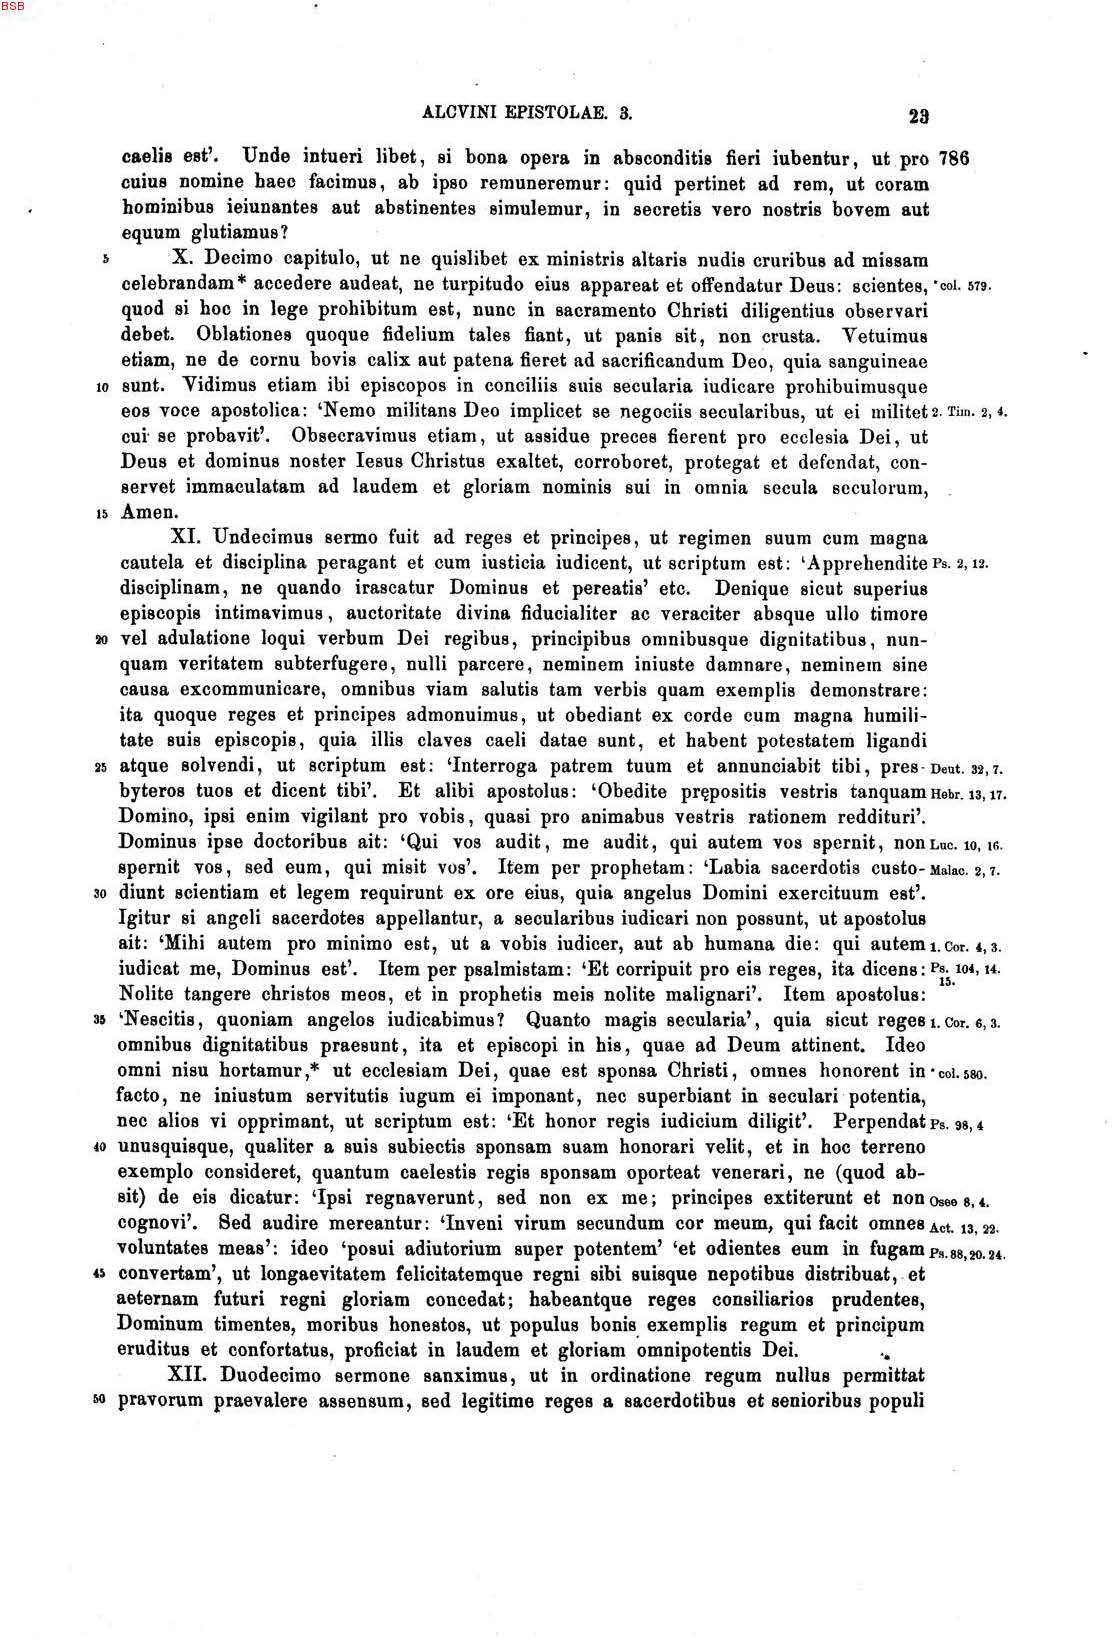 BSB
ALCVINI EPISTOLAE. 3. 23
caelis est’. Unde intueri libet, si bona opera in absconditis fieri iubentur, ut pro 786
cuius nomine haec facimus, ab ipso remuneremur: quid pertinet ad rem, ut coram
hominibus ieiunantes aut abstinentes simulemur, in secretis vero nostris bovem aut
equum glutiamus?
5 X. Decimo capitulo, ut ne quislibet ex ministris altaris nudis cruribus ad missam
celebrandam* accedere audeat, ne turpitudo eius appareat et offendatur Deus: scientes, *col. 579.
quod si hoc in lege prohibitum est, nunc in sacramento Christi diligentius observari
debet. Oblationes quoque fidelium tales fiant, ut panis sit, non crusta. Vetuimus
etiam, ne de cornu bovis calix aut patena fieret ad sacrificandum Deo, quia sanguineae
10 sunt. Vidimus etiam ibi episcopos in conciliis suis secularia iudicare prohibuimusque
eos voce apostolica: ‘Nemo militans Deo implicet se negociis secularibus, ut ei militet 2. Tim. 2, 4.
cui se probavit’. Obsecravimus etiam, ut assidue preces fierent pro ecclesia Dei, ut
Deus et dominus noster Iesus Christus exaltet, corroboret, protegat et defendat, con-
servet immaculatam ad laudem et gloriam nominis sui in omnia secula seculorum,
15 Amen.
XI. Undecimus sermo fuit ad reges et principes, ut regimen suum cum magna
cautela et disciplina peragant et cum iusticia iudicent, ut scriptum est: ‘Apprehendite Ps. 2, 12.
disciplinam, ne quando irascatur Dominus et pereatis’ etc. Denique sicut superius
episcopis intimavimus, auctoritate divina fiducialiter ac veraciter absque ullo timore
20 vel adulatione loqui verbum Dei regibus, principibus omnibusque dignitatibus, nun-
quam veritatem subterfugere, nulli parcere, neminem iniuste damnare, neminem sine
causa excommunicare, omnibus viam salutis tam verbis quam exemplis demonstrare:
ita quoque reges et principes admonuimus, ut obediant ex corde cum magna humili-
tate suis episcopis, quia illis claves caeli datae sunt, et habent potestatem ligandi
25 atque solvendi, ut scriptum est: ‘Interroga patrem tuum et annunciabit tibi, pres- Deut. 32, 7.
byteros tuos et dicent tibi’. Et alibi apostolus: ‘Obedite prępositis vestris tanquam Hebr. 13, 17.
Domino, ipsi enim vigilant pro vobis, quasi pro animabus vestris rationem reddituri’.
Dominus ipse doctoribus ait: ‘Qui vos audit, me audit, qui autem vos spernit, non Luc. 10, 16.
spernit vos, sed eum, qui misit vos’. Item per prophetam: ‘Labia sacerdotis custo- Malac. 2, 7.
30 diunt scientiam et legem requirunt ex ore eius, quia angelus Domini exercituum est’.
Igitur si angeli sacerdotes appellantur, a secularibus iudicari non possunt, ut apostolus
ait: ‘Mihi autem pro minimo est, ut a vobis iudicer, aut ab humana die: qui autem 1. Cor. 4, 3.
iudicat me, Dominus est’. Item per psalmistam: ‘Et corripuit pro eis reges, ita dicens: Ps. 104, 14.
15.
Nolite tangere christos meos, et in prophetis meis nolite malignari’. Item apostolus:
35 ‘Nescitis, quoniam angelos iudicabimus? Quanto magis secularia’, quia sicut reges 1. Cor. 6, 3.
omnibus dignitatibus praesunt, ita et episcopi in his, quae ad Deum attinent. Ideo
omni nisu hortamur,* ut ecclesiam Dei, quae est sponsa Christi, omnes honorent in *col. 580.
facto, ne iniustum servitutis iugum ei imponant, nec superbiant in seculari potentia,
nec alios vi opprimant, ut scriptum est: ‘Et honor regis iudicium diligit’. Perpendat Ps. 98, 4
40 unusquisque, qualiter a suis subiectis sponsam suam honorari velit, et in hoc terreno
exemplo consideret, quantum caelestis regis sponsam oporteat venerari, ne (quod ab-
sit) de eis dicatur: ‘Ipsi regnaverunt, sed non ex me; principes extiterunt et non Osee 8, 4.
cognovi’. Sed audire mereantur: ‘Inveni virum secundum cor meum, qui facit omnes Act. 13, 22.
voluntates meas’: ideo ‘posui adiutorium super potentem’ ‘et odientes eum in fugam Ps. 88, 20. 24.
45 convertam’, ut longaevitatem felicitatemque regni sibi suisque nepotibus distribuat, et
aeternam futuri regni gloriam concedat; habeantque reges consiliarios prudentes,
Dominum timentes, moribus honestos, ut populus bonis exemplis regum et principum
eruditus et confortatus, proficiat in laudem et gloriam omnipotentis Dei.
XII. Duodecimo sermone sanximus, ut in ordinatione regum nullus permittat
50 pravorum praevalere assensum, sed legitime reges a sacerdotibus et senioribus populi